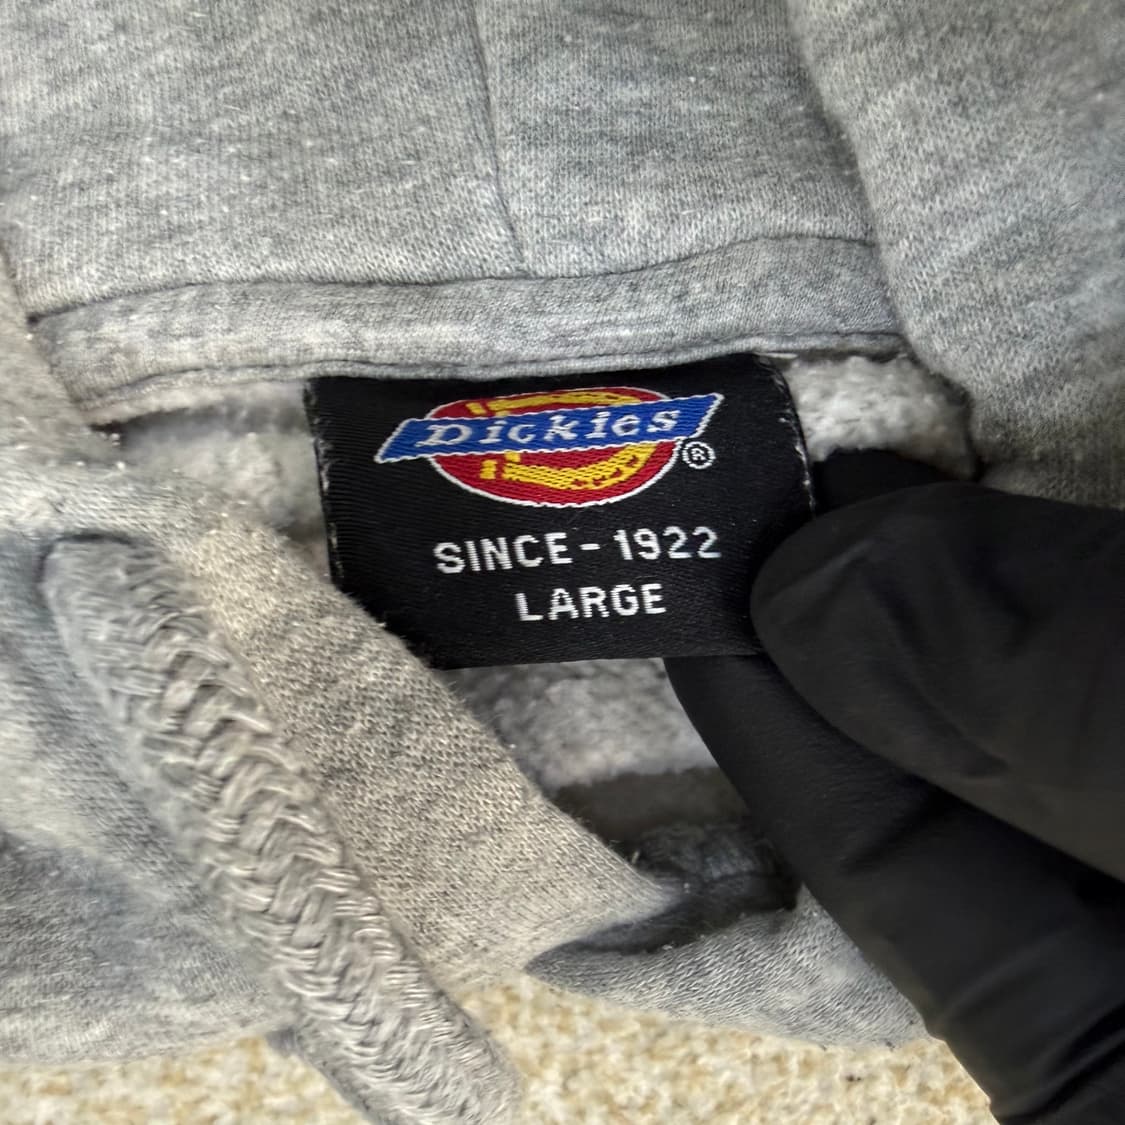 Dickies®
SINCE - 1922
LARGE